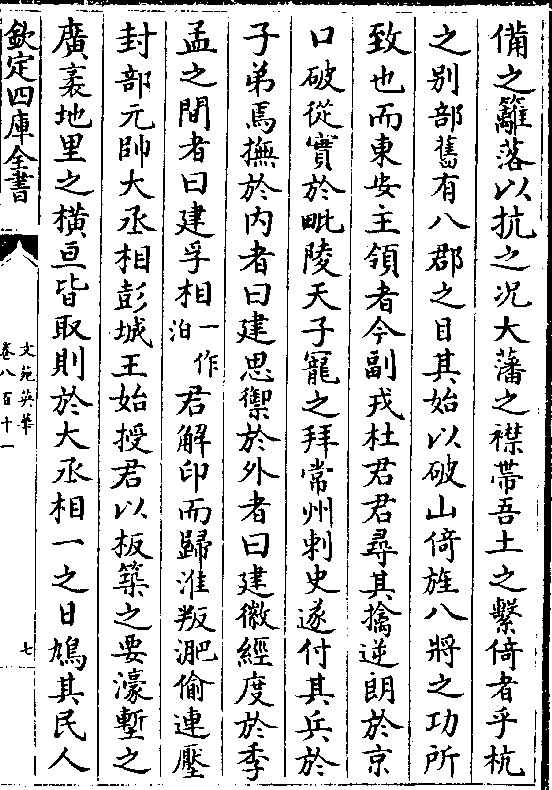 備之籬落以抗之况大藩之襟帶吾土之繫倚者乎杭
之别部舊有八郡之目其始以破山倚旌八將之功所
致也而東安主領者今副戎杜君君尋其擒逆朗於京
口破從實於毗陵天子寵之拜常州刺史遂付其兵於
子弟焉撫於内者曰建思禦於外者曰建徽經度於季
孟之間者曰建孚相一作洎君解印而歸淮叛淝偷連壓
封部元帥大丞相彭城王始授君以板築之要濠塹之
廣袤地里之橫亘皆取則於大丞相一之日鳩其民人
欽定四庫全書
文苑英華
卷八百十一
七